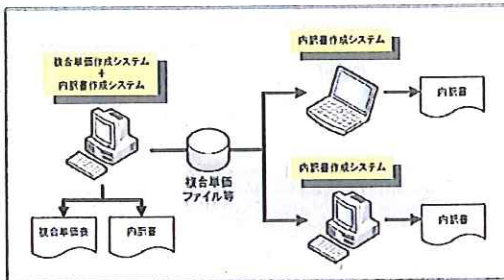 複合単価作成システム
+
内訳書作成システム
複合単価表
内訳書
複合単価
ファイル等
内訳書作成システム
内訳書
内訳書作成システム
内訳書